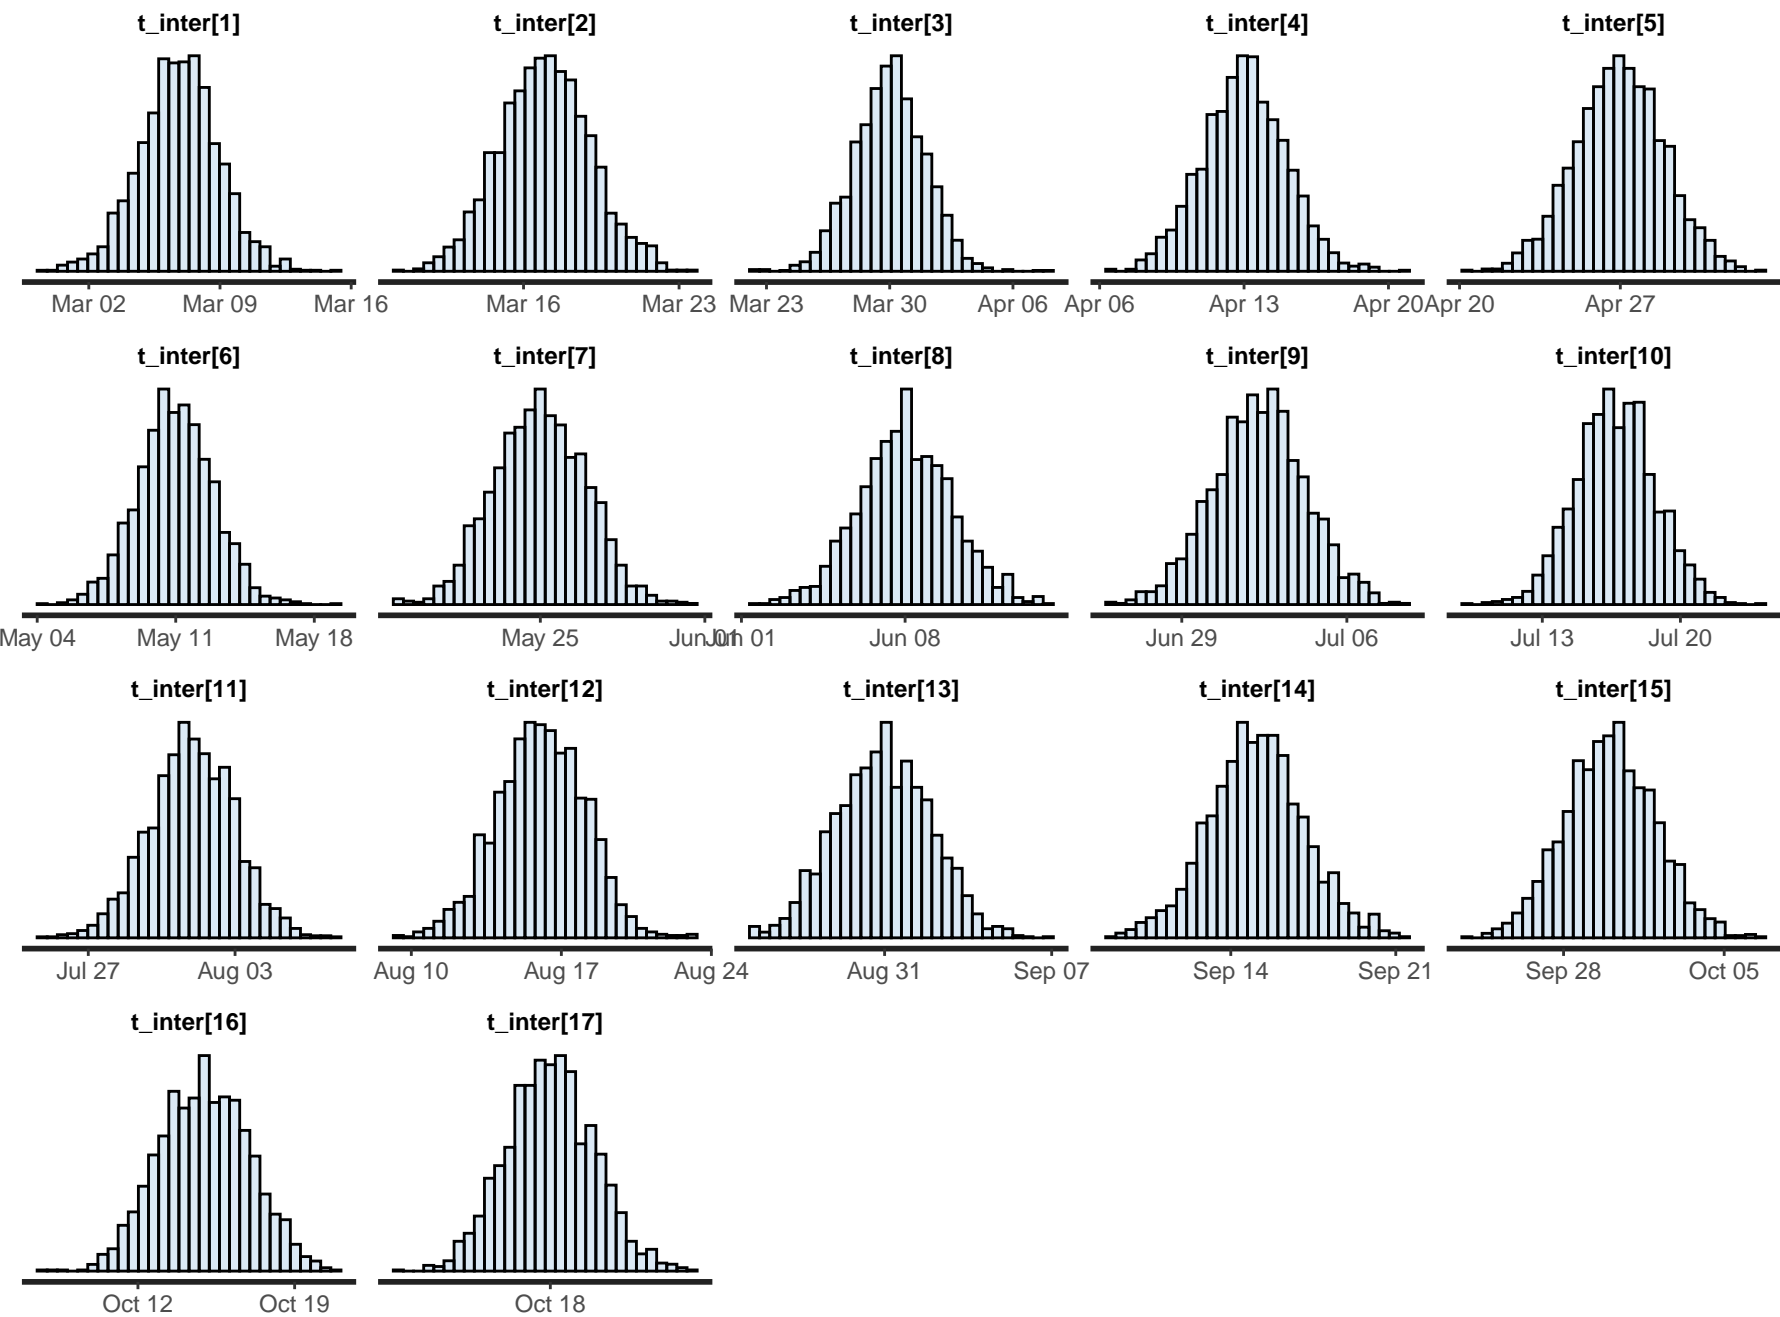 t_inter[1] t_inter[2] t_inter[3] t_inter[4] t_inter[5]
Mar 02 Mar 09 Mar 16 Mar 16 Mar 23 Mar 23 Mar 30 Apr 06 Apr 06 Apr 13 Apr 20 Apr 20 Apr 27
t_inter[6] t_inter[7] t_inter[8] t_inter[9] t_inter[10]
May 04 May 11 May 18 May 25 Jun 01 Jun 01 Jun 08 Jun 29 Jul 06 Jul 13 Jul 20
t_inter[11] t_inter[12] t_inter[13] t_inter[14] t_inter[15]
Jul 27 Aug 03 Aug 10 Aug 17 Aug 24 Aug 31 Sep 07 Sep 14 Sep 21 Sep 28 Oct 05
t_inter[16] t_inter[17]
Oct 12 Oct 19 Oct 18